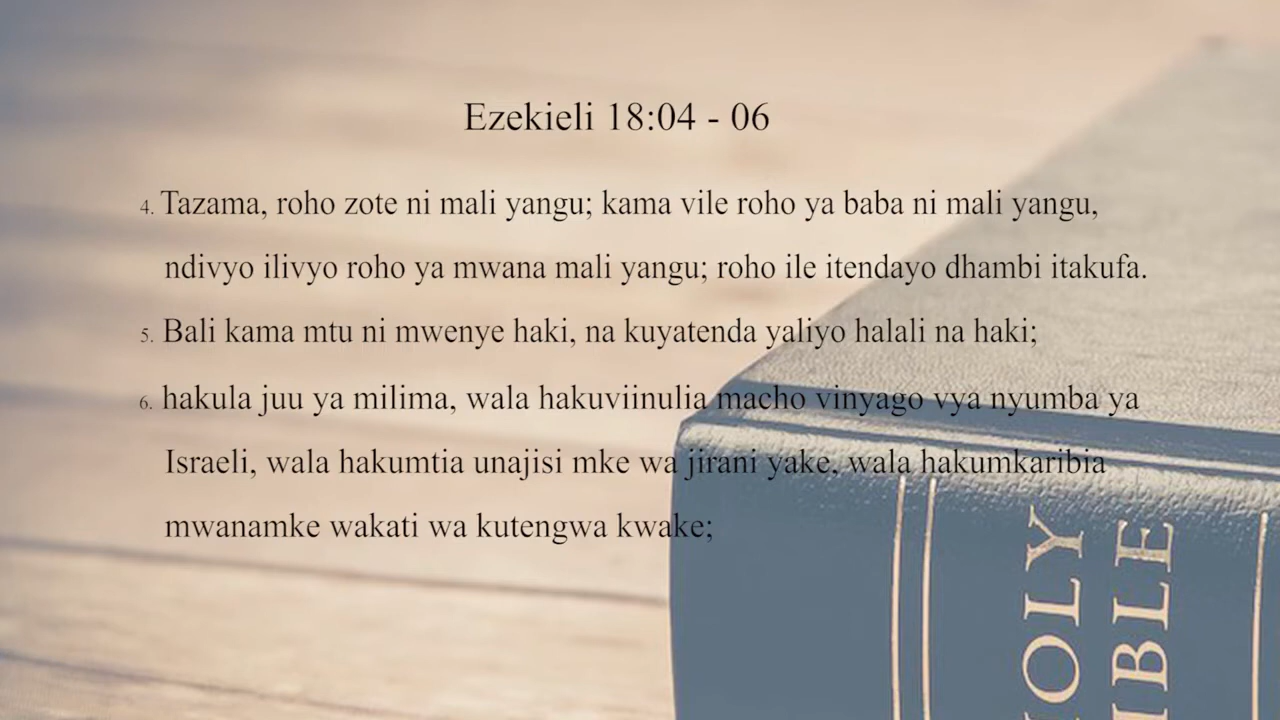 Ezekieli 18:04 - 06
4. Tazama, roho zote ni mali yangu; kama vile roho ya baba ni mali yangu,
ndivyo ilivyo roho ya mwana mali yangu; roho ile itendayo dhambi itakufa.
5. Bali kama mtu ni mwenye haki, na kuyatenda yaliyo halali na haki;
6. hakula juu ya milima, wala hakuviinulia macho vinyago vya nyumba ya
Israeli, wala hakumtia unajisi mke wa jirani yake, wala hakumkaribia
mwanamke wakati wa kutengwa kwake;
HOLY
BIBLE